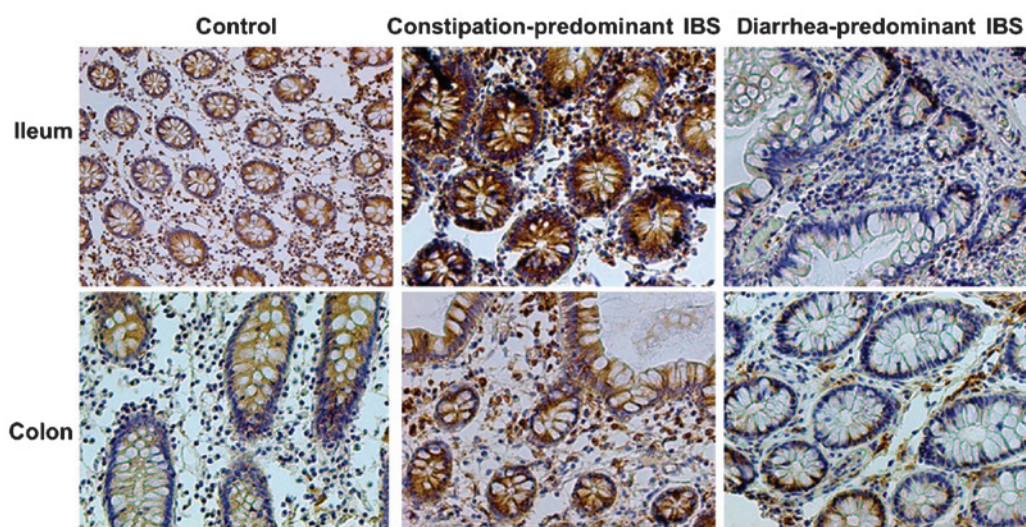 Control
Constipation-predominant IBS
Diarrhea-predominant IBS
Ileum
Colon